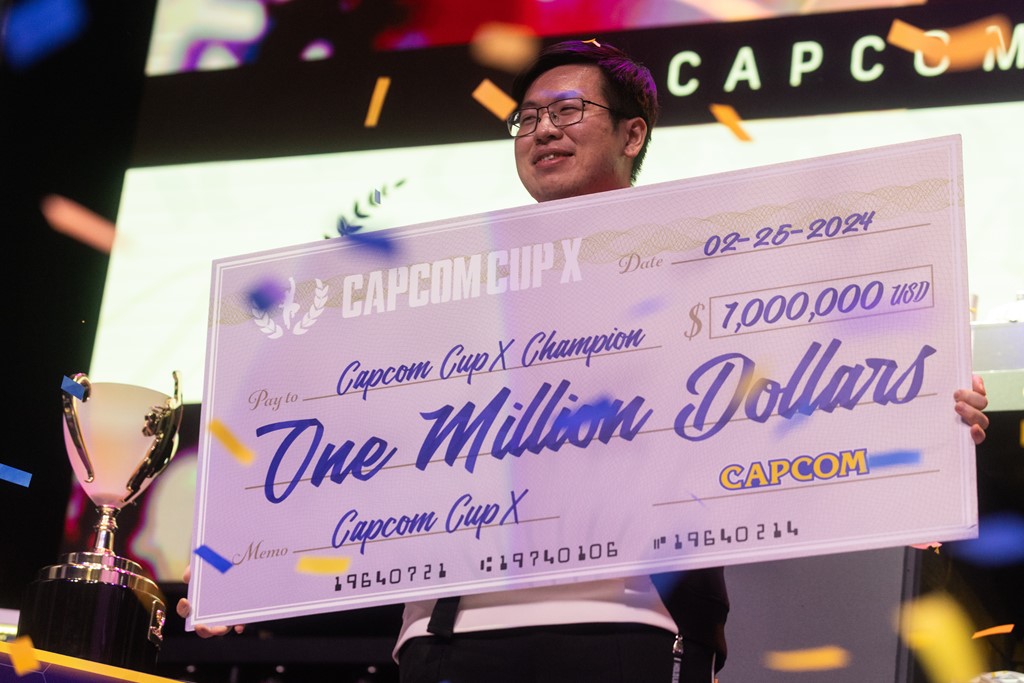 CAPCOM
CAPCOM CUP X
Date 02-25-2024
$ 1,000,000 USD
Pay to Capcom Cup X Champion
One Million Dollars
CAPCOM
Memo Capcom Cup X
19640721 ⑆19740106 ⑈19640214